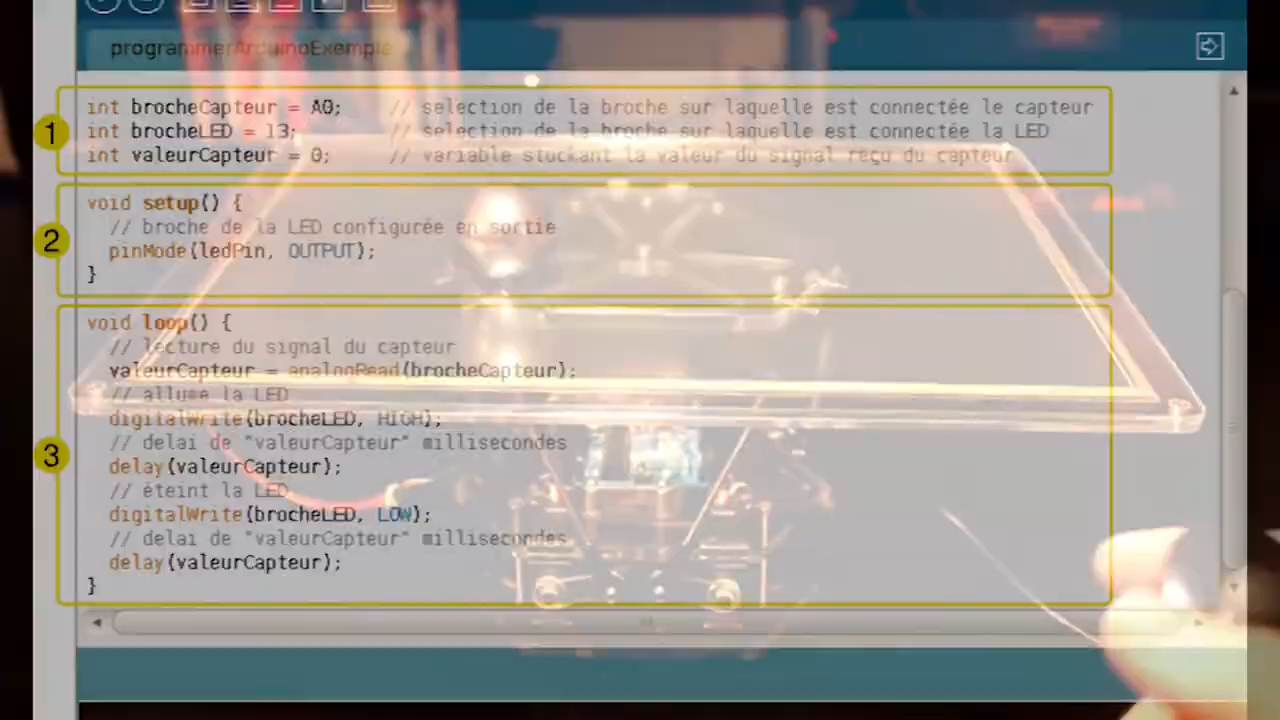 programmerArduinoExemple
int brocheCapteur = A0; // selection de la broche sur laquelle est connectée le capteur
int brocheLED = 13; // selection de la broche sur laquelle est connectée la LED
int valeurCapteur = 0; // variable stockant la valeur du signal reçu du capteur
1
void setup() {
// broche de la LED configurée en sortie
pinMode(ledPin, OUTPUT);
}
2
void loop() {
// lecture du signal du capteur
valeurCapteur = analogRead(brocheCapteur);
// allume la LED
digitalWrite(brocheLED, HIGH);
// delai de "valeurCapteur" millisecondes
delay(valeurCapteur);
// éteint la LED
digitalWrite(brocheLED, LOW);
// delai de "valeurCapteur" millisecondes
delay(valeurCapteur);
}
3